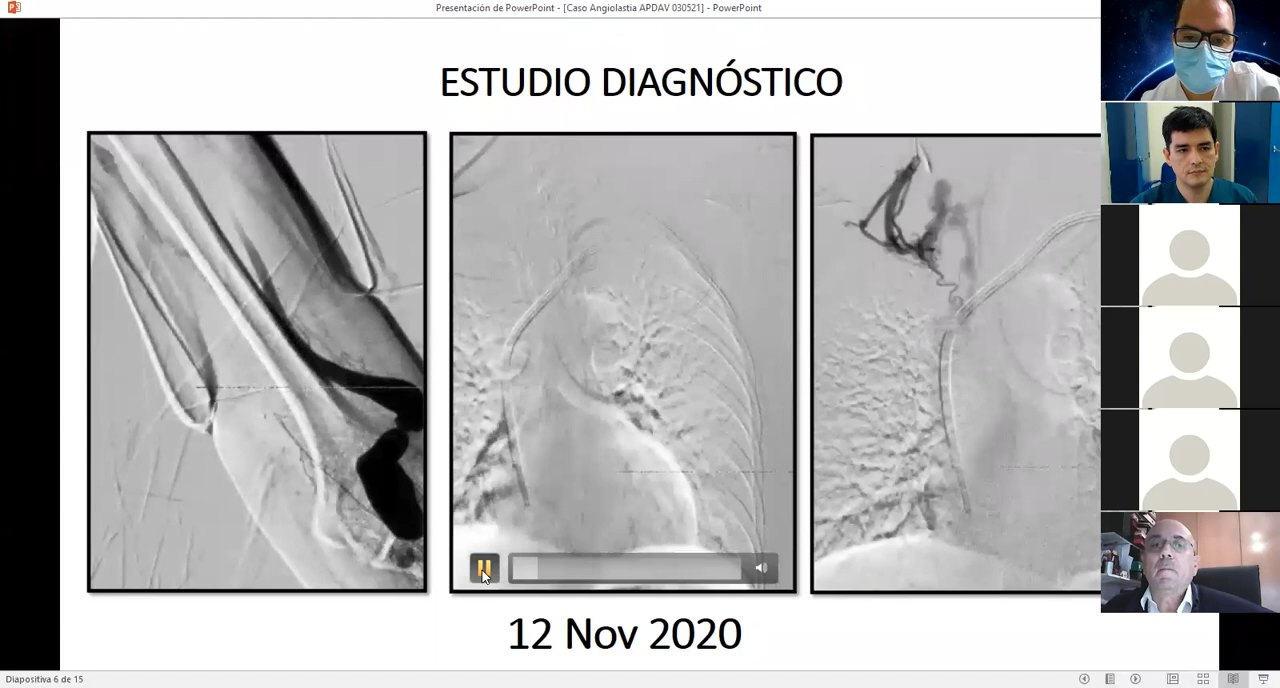 Presentación de PowerPoint - [Caso Angiolastia APDAV 030521] - PowerPoint
ESTUDIO DIAGNÓSTICO
12 Nov 2020
Diapositiva 6 de 15